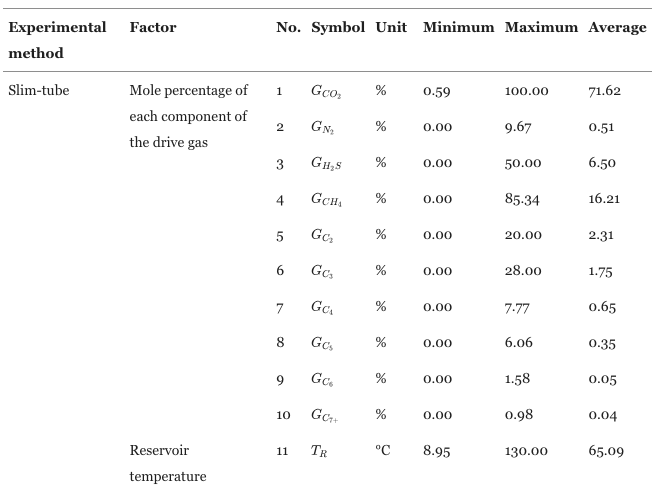 Experimental Factor No. Symbol Unit Minimum Maximum Average
method
Slim-tube Mole percentage of 1 G_{CO_2} % 0.59 100.00 71.62
each component of 2 G_{N_2} % 0.00 9.67 0.51
the drive gas
3 G_{H_2S} % 0.00 50.00 6.50
4 G_{CH_4} % 0.00 85.34 16.21
5 G_{C_2} % 0.00 20.00 2.31
6 G_{C_3} % 0.00 28.00 1.75
7 G_{C_4} % 0.00 7.77 0.65
8 G_{C_5} % 0.00 6.06 0.35
9 G_{C_6} % 0.00 1.58 0.05
10 G_{C_{7+}} % 0.00 0.98 0.04
Reservoir 11 T_R °C 8.95 130.00 65.09
temperature